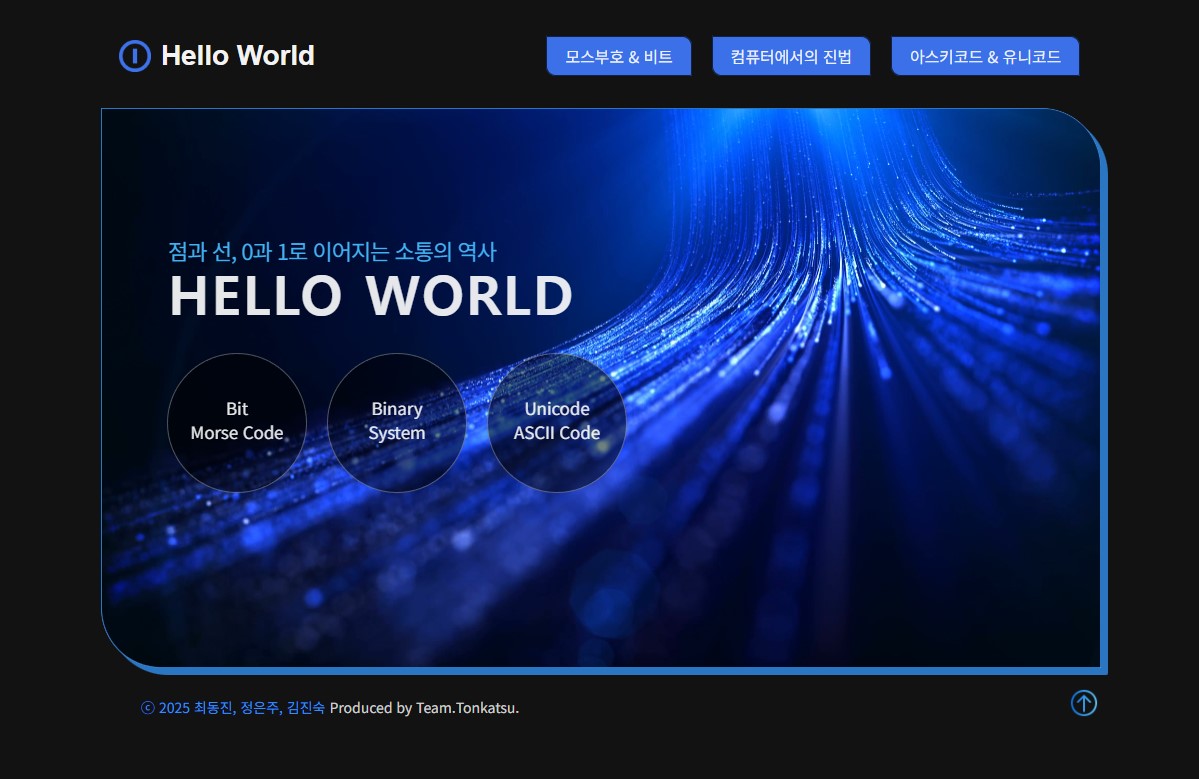 Hello World
모스부호 & 비트
컴퓨터에서의 진법
아스키코드 & 유니코드
점과 선, 0과 1로 이어지는 소통의 역사
HELLO WORLD
Bit
Morse Code
Binary
System
Unicode
ASCII Code
ⓒ 2025 최동진, 정은주, 김진숙 Produced by Team.Tonkatsu.